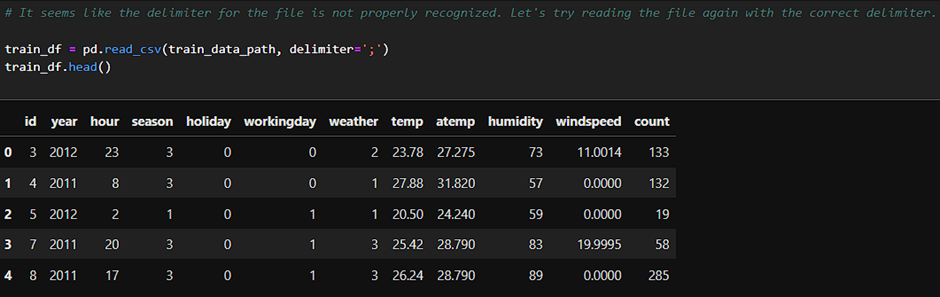 # It seems like the delimiter for the file is not properly recognized. Let's try reading the file again with the correct delimiter.
train_df = pd.read_csv(train_data_path, delimiter=';')
train_df.head()
id year hour season holiday workingday weather temp atemp humidity windspeed count
0 3 2012 23 3 0 0 2 23.78 27.275 73 11.0014 133
1 4 2011 8 3 0 0 1 27.88 31.820 57 0.0000 132
2 5 2012 2 1 0 1 1 20.50 24.240 59 0.0000 19
3 7 2011 20 3 0 1 3 25.42 28.790 83 19.9995 58
4 8 2011 17 3 0 1 3 26.24 28.790 89 0.0000 285